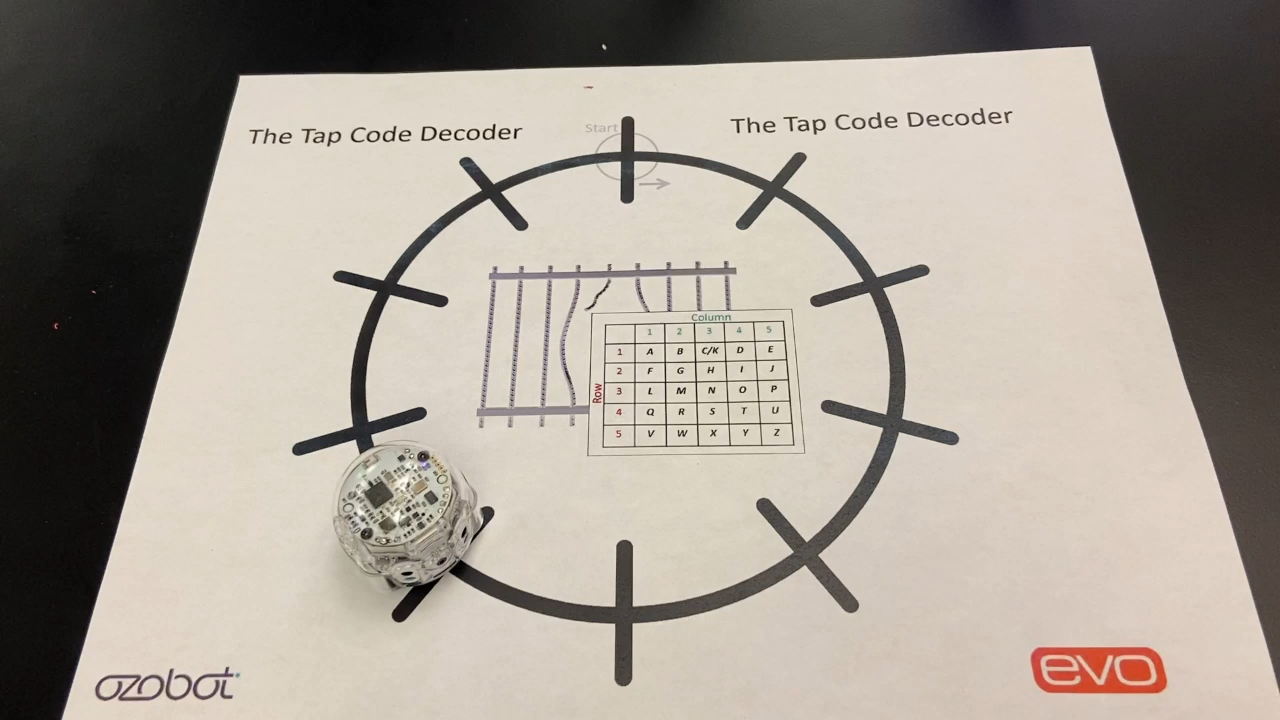 The Tap Code Decoder
Start
The Tap Code Decoder
Column
1 2 3 4 5
Row
1 A B C/K D E
2 F G H I J
3 L M N O P
4 Q R S T U
5 V W X Y Z
ozobot
evo